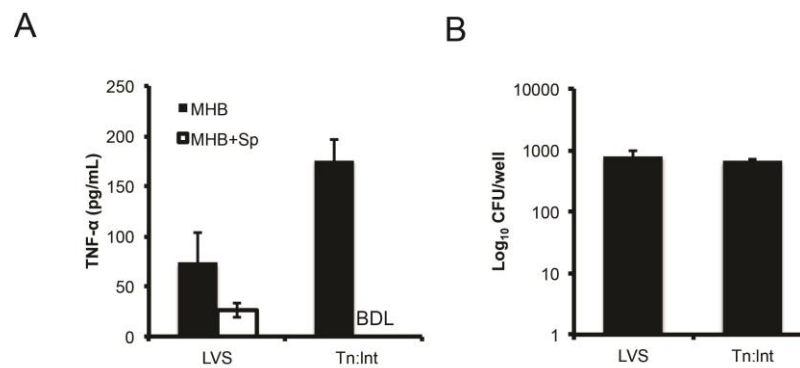 A
250
200
150
100
50
0
TNF-α (pg/mL)
MHB
MHB+Sp
BDL
LVS Tn:Int
B
10000
1000
100
10
1
Log10 CFU/well
LVS Tn:Int